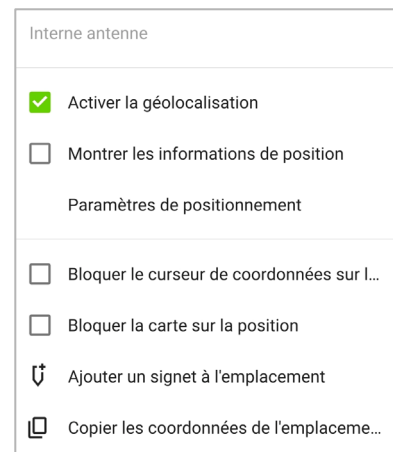 Interne antenne
Activer la géolocalisation
Montrer les informations de position
Paramètres de positionnement
Bloquer le curseur de coordonnées sur l...
Bloquer la carte sur la position
Ajouter un signet à l'emplacement
Copier les coordonnées de l'emplaceme...